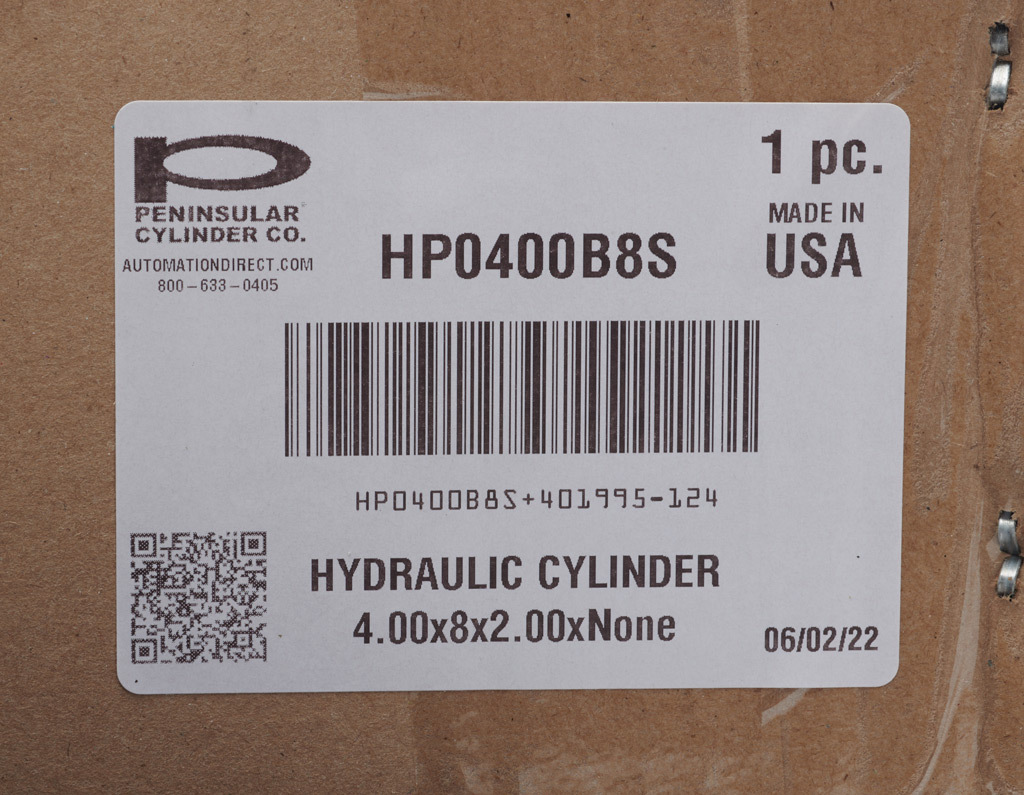 PENINSULAR
CYLINDER CO.
AUTOMATIONDIRECT.COM
800-633-0405
1 pc.
MADE IN
USA
HP0400B8S
HP0400B8S+401995-124
HYDRAULIC CYLINDER
4.00x8x2.00xNone
06/02/22